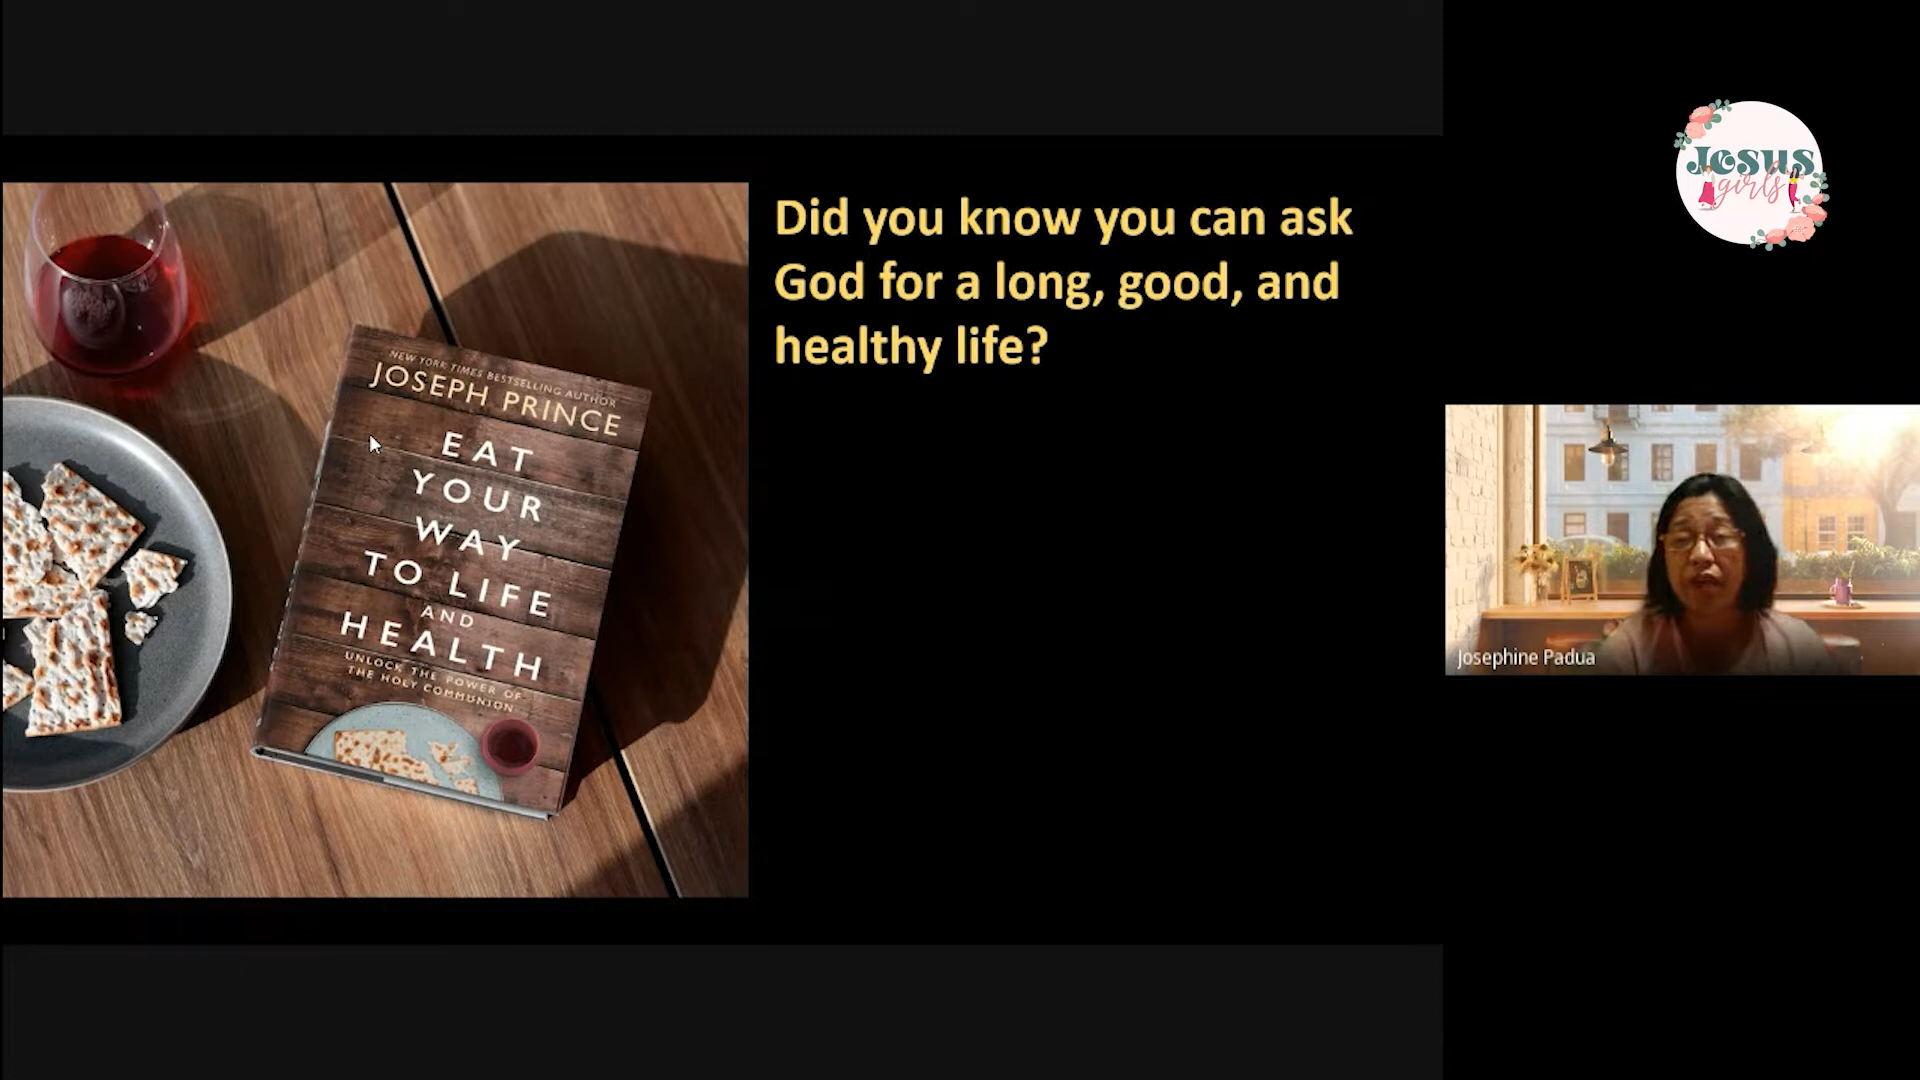 Did you know you can ask
God for a long, good, and
healthy life?
NEW YORK TIMES BESTSELLING AUTHOR
JOSEPH PRINCE
EAT
YOUR
WAY
TO LIFE
AND
HEALTH
UNLOCK THE POWER OF
THE HOLY COMMUNION
Jesus
girls
Josephine Padua